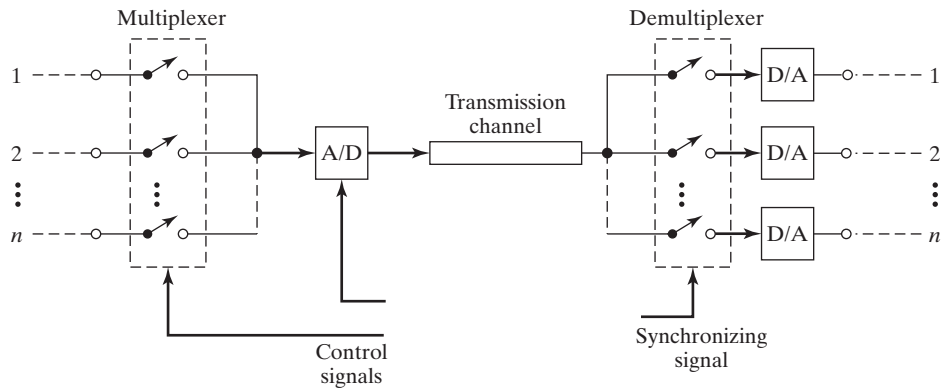 Multiplexer
Demultiplexer
1
D/A
1
Transmission
channel
2
A/D
D/A
2
n
D/A
n
Control
signals
Synchronizing
signal